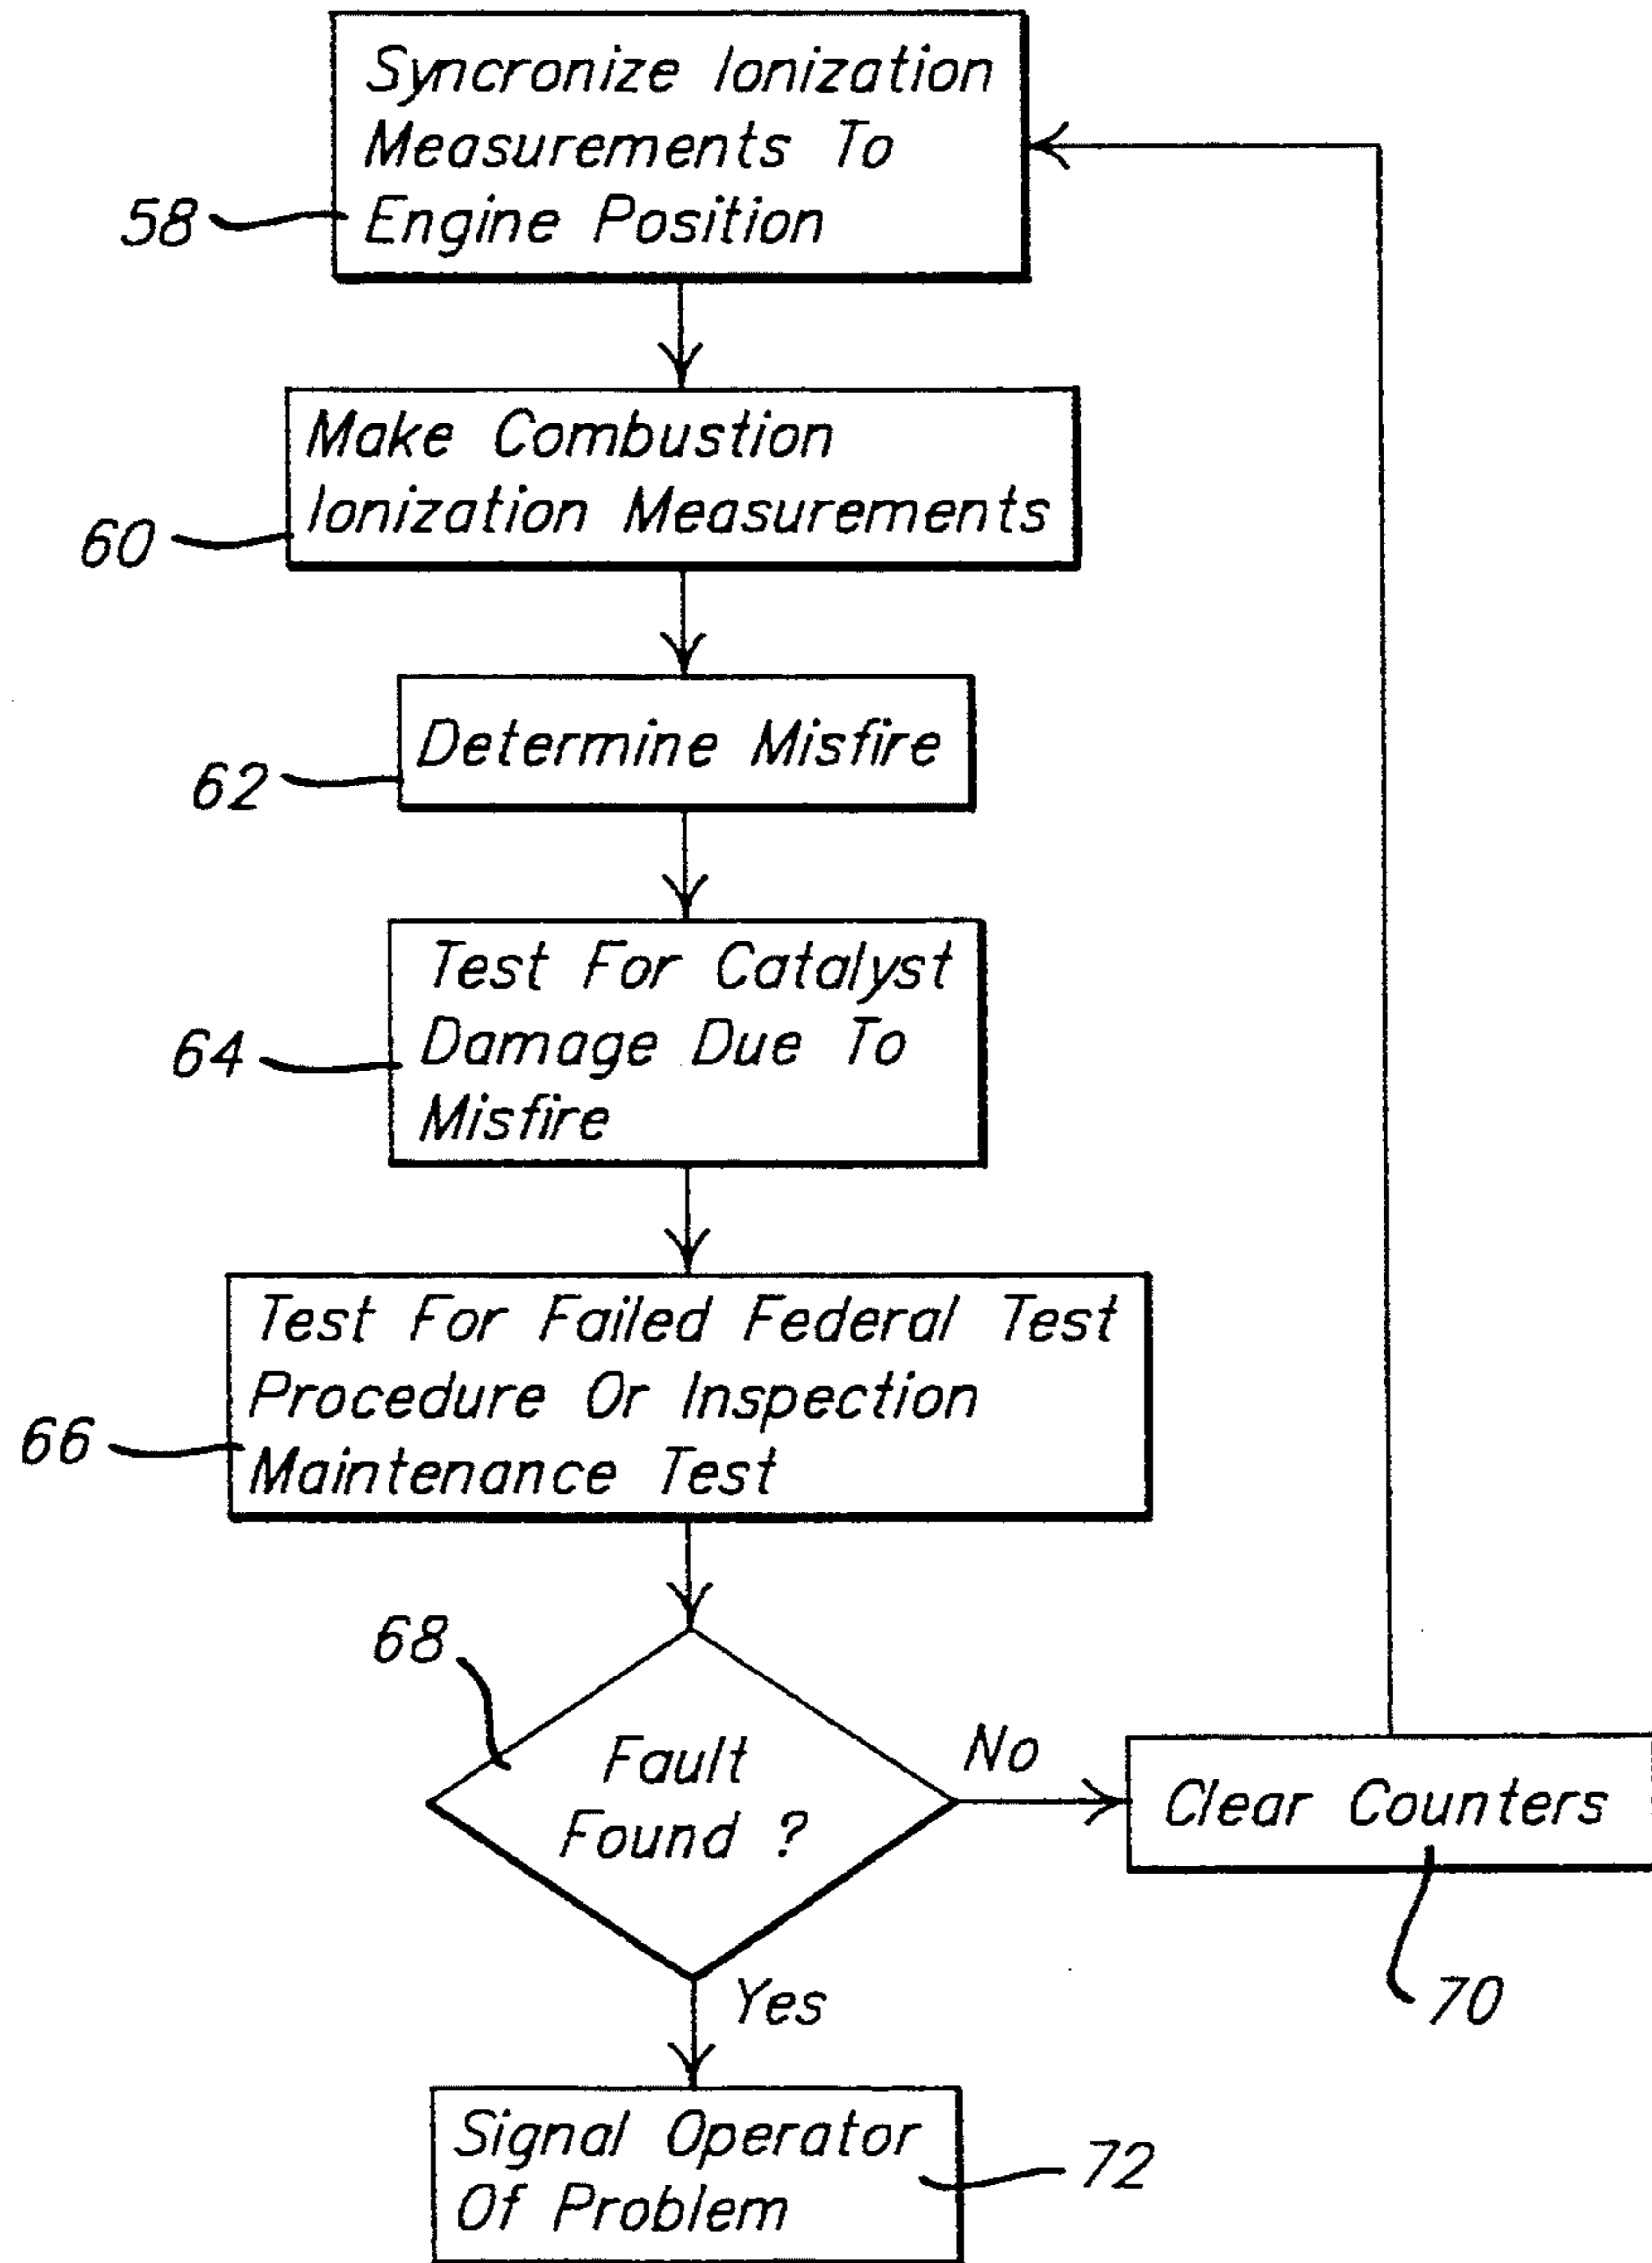 Syncronize Ionization
Measurements To
Engine Position
58
Make Combustion
Ionization Measurements
60
Determine Misfire
62
Test For Catalyst
Damage Due To
Misfire
64
Test For Failed Federal Test
Procedure Or Inspection
Maintenance Test
66
68
Fault
Found ?
No
Clear Counters
70
Yes
Signal Operator
Of Problem
72